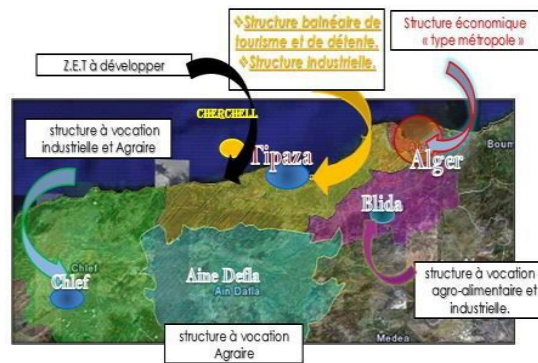 ❖Structure balnéaire de
tourisme et de détente.
❖Structure industrielle.
Structure économique
« type métropole »
Z.E.T à développer
CHERCHELL
structure à vocation
industrielle et Agraire
Tipaza
Alger
Boum
Blida
Chlef
Chlef
Aine Defla
Ain Dafla
structure à vocation
agro-alimentaire et
industrielle.
structure à vocation
Agraire
Medea